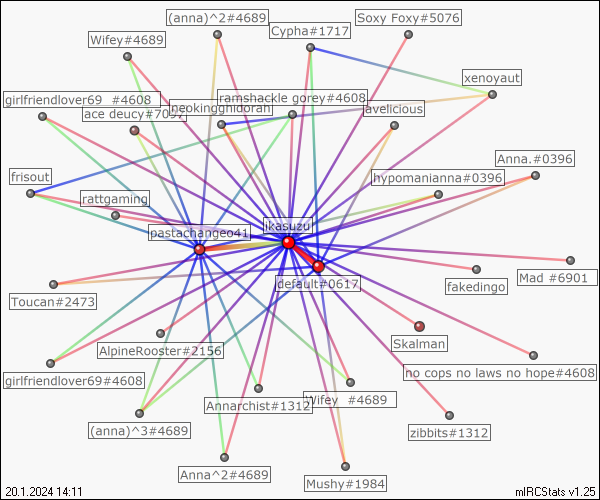 (anna)^2#4689
Soxy Foxy#5076
Wifey#4689
Cypha#1717
xenoyaut
girlfriendlover69 #4608
ramshackle gorey#4608
ace deucy#7097
neokingghidorah
avelicious
Anna.#0396
frisout
hypomanianna#0396
rattgaming
ikasuzu
pastachangeo41
default#0617
Mad #6901
fakedingo
Toucan#2473
Skalman
AlpineRooster#2156
girlfriendlover69#4608
no cops no laws no hope#4608
Annarchist#1312
Wifey #4689
(anna)^3#4689
zibbits#1312
Anna^2#4689
Mushy#1984
20.1.2024 14:11
mIRCStats v1.25